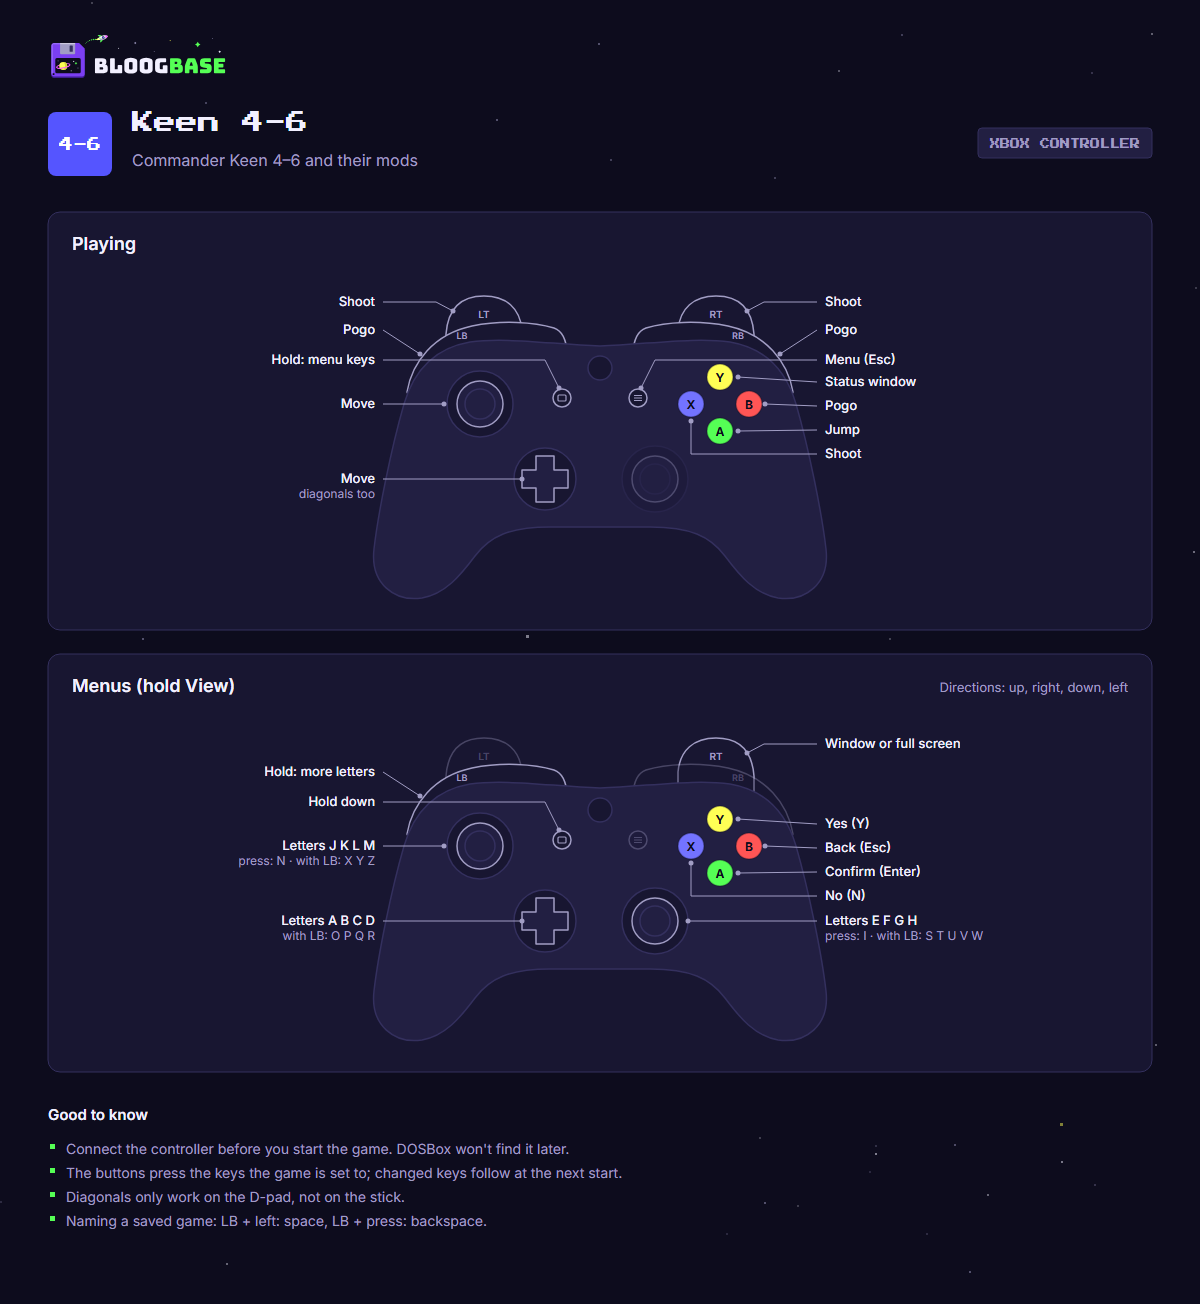 BLOOGBASE
4-6
Keen 4-6
Commander Keen 4–6 and their mods
XBOX CONTROLLER
Playing
Shoot
Pogo
Hold: menu keys
Move
Move
diagonals too
LT
LB
RT
RB
Y
X
B
A
Shoot
Pogo
Menu (Esc)
Status window
Pogo
Jump
Shoot
Menus (hold View)
Directions: up, right, down, left
Hold: more letters
Hold down
Letters J K L M
press: N · with LB: X Y Z
Letters A B C D
with LB: O P Q R
LT
LB
RT
RB
Y
X
B
A
Window or full screen
Yes (Y)
Back (Esc)
Confirm (Enter)
No (N)
Letters E F G H
press: I · with LB: S T U V W
Good to know
Connect the controller before you start the game. DOSBox won't find it later.
The buttons press the keys the game is set to; changed keys follow at the next start.
Diagonals only work on the D-pad, not on the stick.
Naming a saved game: LB + left: space, LB + press: backspace.